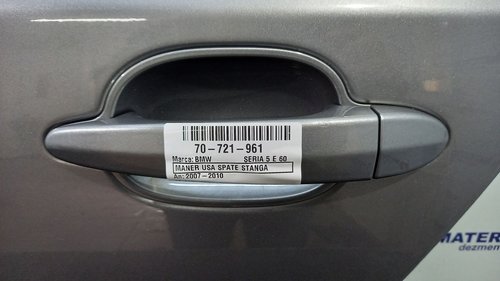 70-721-961
Marca: BMW SERIA 5 E 60
MANER USA SPATE STANGA
An: 2007-2010
MATER
dezmem